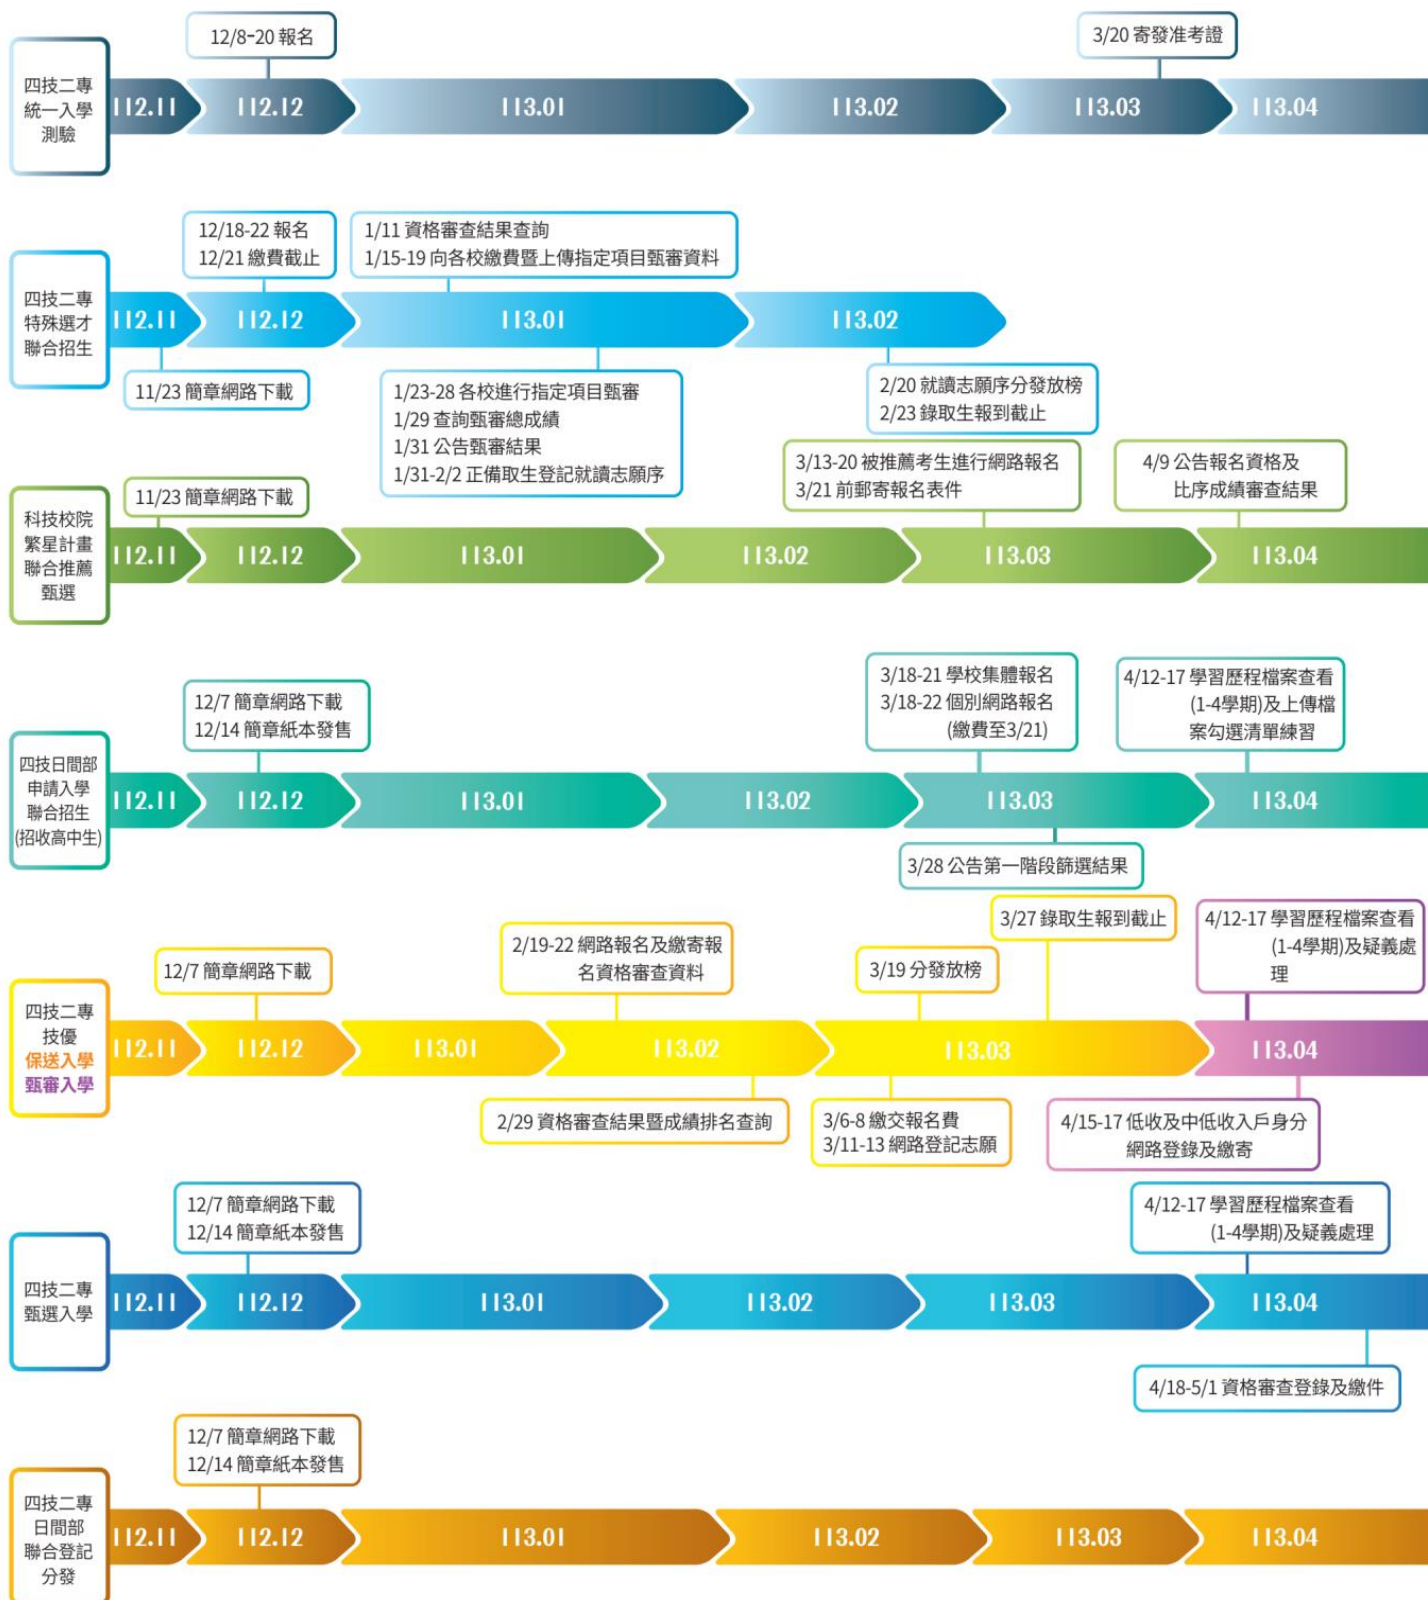 12/8-20 報名
3/20 寄發准考證
四技二專
統一入學
測驗
112.11
112.12
113.01
113.02
113.03
113.04
12/18-22 報名
12/21 繳費截止
1/11 資格審查結果查詢
1/15-19 向各校繳費暨上傳指定項目甄審資料
四技二專
特殊選才
聯合招生
112.11
112.12
113.01
113.02
11/23 簡章網路下載
1/23-28 各校進行指定項目甄審
1/29 查詢甄審總成績
1/31 公告甄審結果
1/31-2/2 正備取生登記就讀志願序
2/20 就讀志願序分發放榜
2/23 錄取生報到截止
11/23 簡章網路下載
3/13-20 被推薦考生進行網路報名
3/21 前郵寄報名表件
4/9 公告報名資格及
比序成績審查結果
科技校院
繁星計畫
聯合推薦
甄選
112.11
112.12
113.01
113.02
113.03
113.04
12/7 簡章網路下載
12/14 簡章紙本發售
3/18-21 學校集體報名
3/18-22 個別網路報名
(繳費至3/21)
4/12-17 學習歷程檔案查看
(1-4學期)及上傳檔
案勾選清單練習
四技日間部
申請入學
聯合招生
(招收高中生)
112.11
112.12
113.01
113.02
113.03
113.04
3/28 公告第一階段篩選結果
12/7 簡章網路下載
2/19-22 網路報名及繳寄報
名資格審查資料
3/19 分發放榜
3/27 錄取生報到截止
4/12-17 學習歷程檔案查看
(1-4學期)及疑義處
理
四技二專
技優
保送入學
甄審入學
112.11
112.12
113.01
113.02
113.03
113.04
2/29 資格審查結果暨成績排名查詢
3/6-8 繳交報名費
3/11-13 網路登記志願
4/15-17 低收及中低收入戶身分
網路登錄及繳寄
12/7 簡章網路下載
12/14 簡章紙本發售
4/12-17 學習歷程檔案查看
(1-4學期)及疑義處理
四技二專
甄選入學
112.11
112.12
113.01
113.02
113.03
113.04
4/18-5/1 資格審查登錄及繳件
12/7 簡章網路下載
12/14 簡章紙本發售
四技二專
日間部
聯合登記
分發
112.11
112.12
113.01
113.02
113.03
113.04